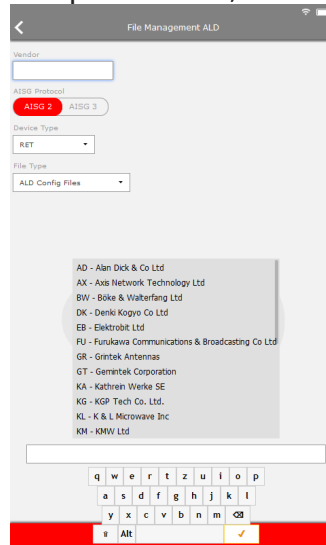 File Management ALD
Vendor
AISG Protocol
AISG 2 AISG 3
Device Type
RET
File Type
ALD Config Files
AD - Alan Dick & Co Ltd
AX - Axis Network Technology Ltd
BW - Böke & Walterfang Ltd
DK - Denki Kogyo Co Ltd
EB - Elektrobit Ltd
FU - Furukawa Communications & Broadcasting Co Ltd
GR - Grintek Antennas
GT - Gemintek Corporation
KA - Kathrein Werke SE
KG - KGP Tech Co. Ltd.
KL - K & L Microwave Inc
KM - KMW Ltd
q w e r t z u i o p
a s d f g h j k l
y x c v b n m
Alt